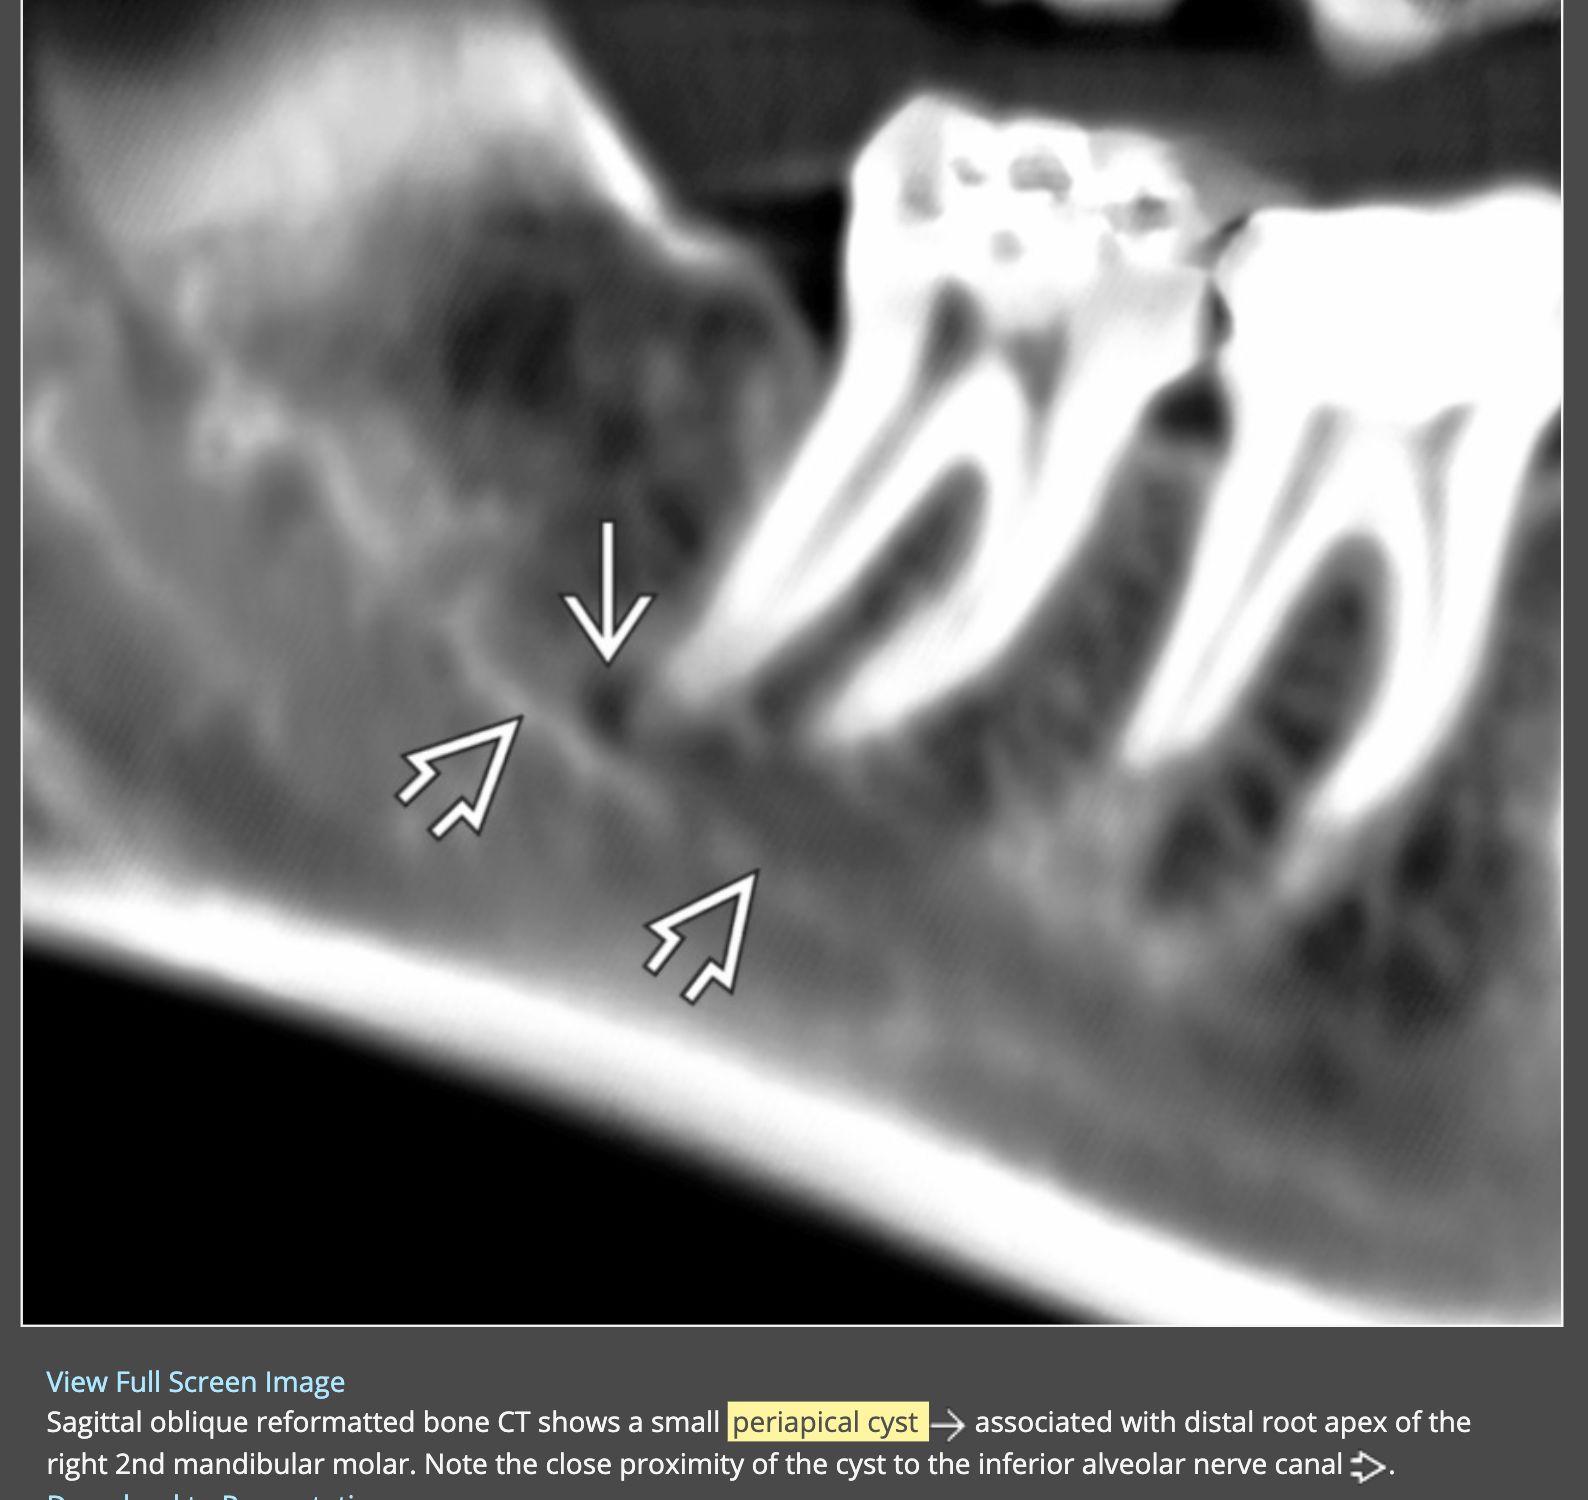 View Full Screen Image
Sagittal oblique reformatted bone CT shows a small periapical cyst associated with distal root apex of the
right 2nd mandibular molar. Note the close proximity of the cyst to the inferior alveolar nerve canal .